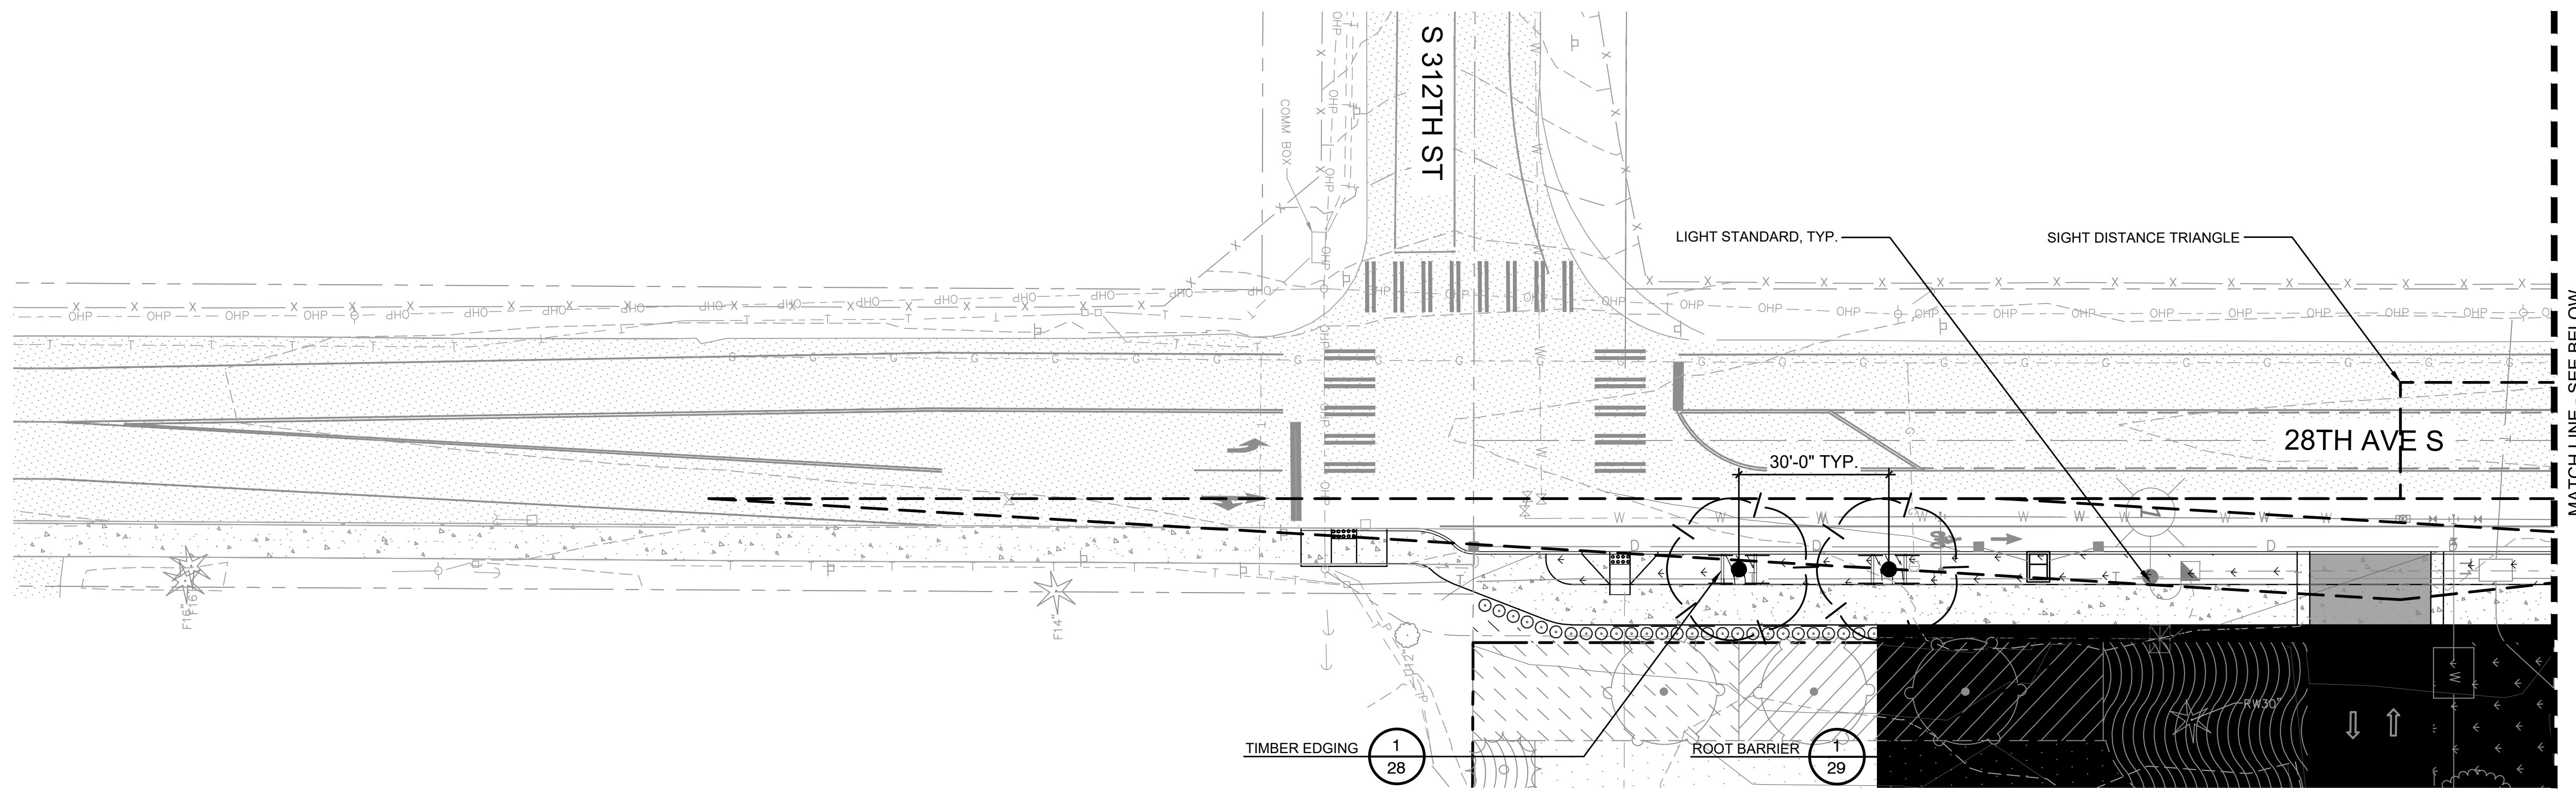 S 312TH ST
COMM BOX
LIGHT STANDARD, TYP.
SIGHT DISTANCE TRIANGLE
MATCH LINE - SEE BELOW
28TH AVE S
30'-0" TYP.
F16"
F16"
F14"
RW30"
TIMBER EDGING
1
28
ROOT BARRIER
1
29